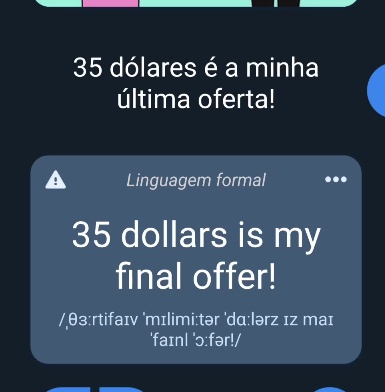 35 dólares é a minha
última oferta!
Linguagem formal
35 dollars is my
final offer!
/ˌθɜːrtifaɪv ˈmɪlimiːtər ˈdɑːlərz ɪz maɪ
ˈfaɪnl ˈɔːfər!/